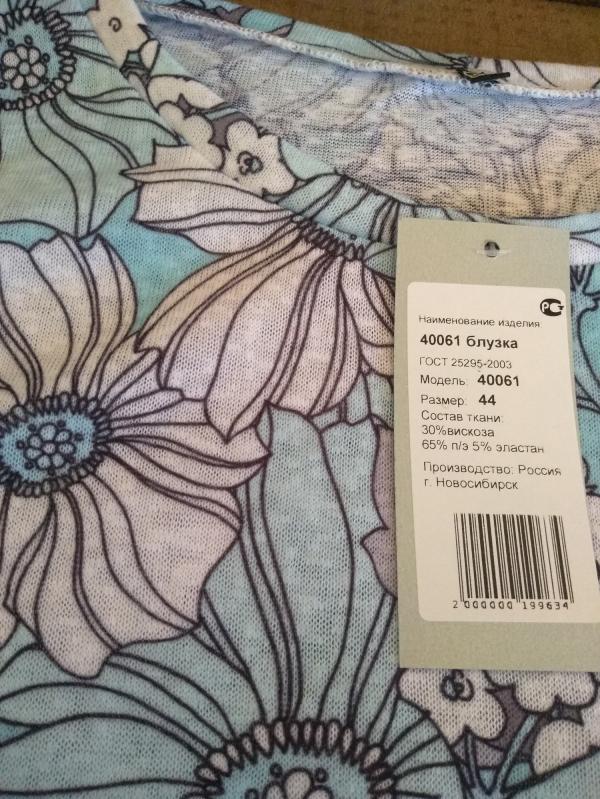 Наименование изделия
40061 блузка
ГОСТ 25295-2003
Модель: 40061
Размер: 44
Состав ткани:
30%вискоза
65% п/э 5% эластан
Производство: Россия
г. Новосибирск
2 000000 199634